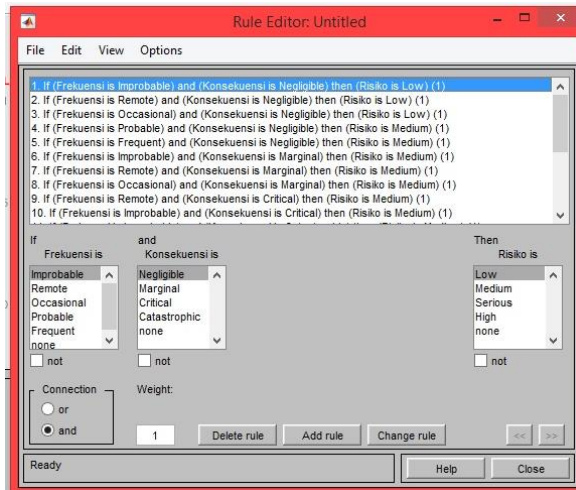 Rule Editor: Untitled
File Edit View Options
1. If (Frekuensi is Improbable) and (Konsekuensi is Negligible) then (Risiko is Low) (1)
2. If (Frekuensi is Remote) and (Konsekuensi is Negligible) then (Risiko is Low) (1)
3. If (Frekuensi is Occasional) and (Konsekuensi is Negligible) then (Risiko is Low) (1)
4. If (Frekuensi is Probable) and (Konsekuensi is Negligible) then (Risiko is Medium) (1)
5. If (Frekuensi is Frequent) and (Konsekuensi is Negligible) then (Risiko is Medium) (1)
6. If (Frekuensi is Improbable) and (Konsekuensi is Marginal) then (Risiko is Medium) (1)
7. If (Frekuensi is Remote) and (Konsekuensi is Marginal) then (Risiko is Medium) (1)
8. If (Frekuensi is Occasional) and (Konsekuensi is Marginal) then (Risiko is Medium) (1)
9. If (Frekuensi is Remote) and (Konsekuensi is Critical) then (Risiko is Medium) (1)
10. If (Frekuensi is Improbable) and (Konsekuensi is Critical) then (Risiko is Medium) (1)
If and Then
Frekuensi is Konsekuensi is Risiko is
Improbable Negligible Low
Remote Marginal Medium
Occasional Critical Serious
Probable Catastrophic High
Frequent none none
none
not not not
Connection Weight:
or
and 1 Delete rule Add rule Change rule << >>
Ready Help Close